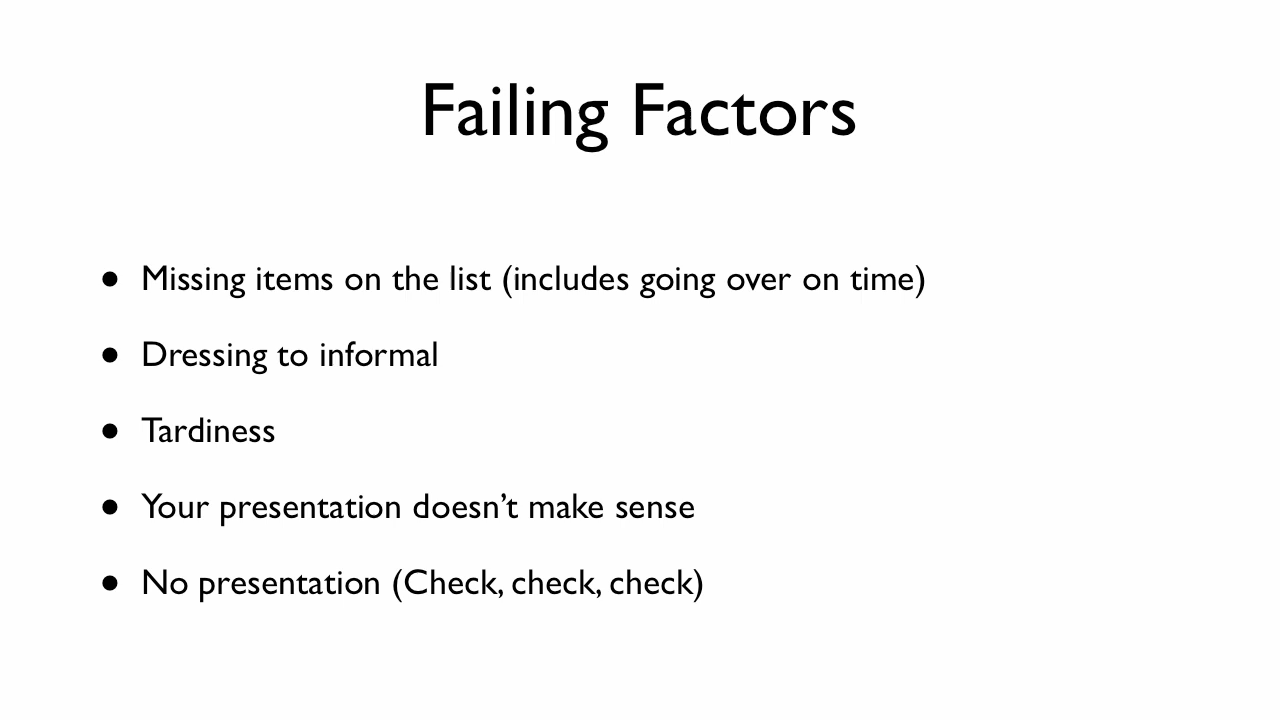 Failing Factors
• Missing items on the list (includes going over on time)
• Dressing to informal
• Tardiness
• Your presentation doesn’t make sense
• No presentation (Check, check, check)